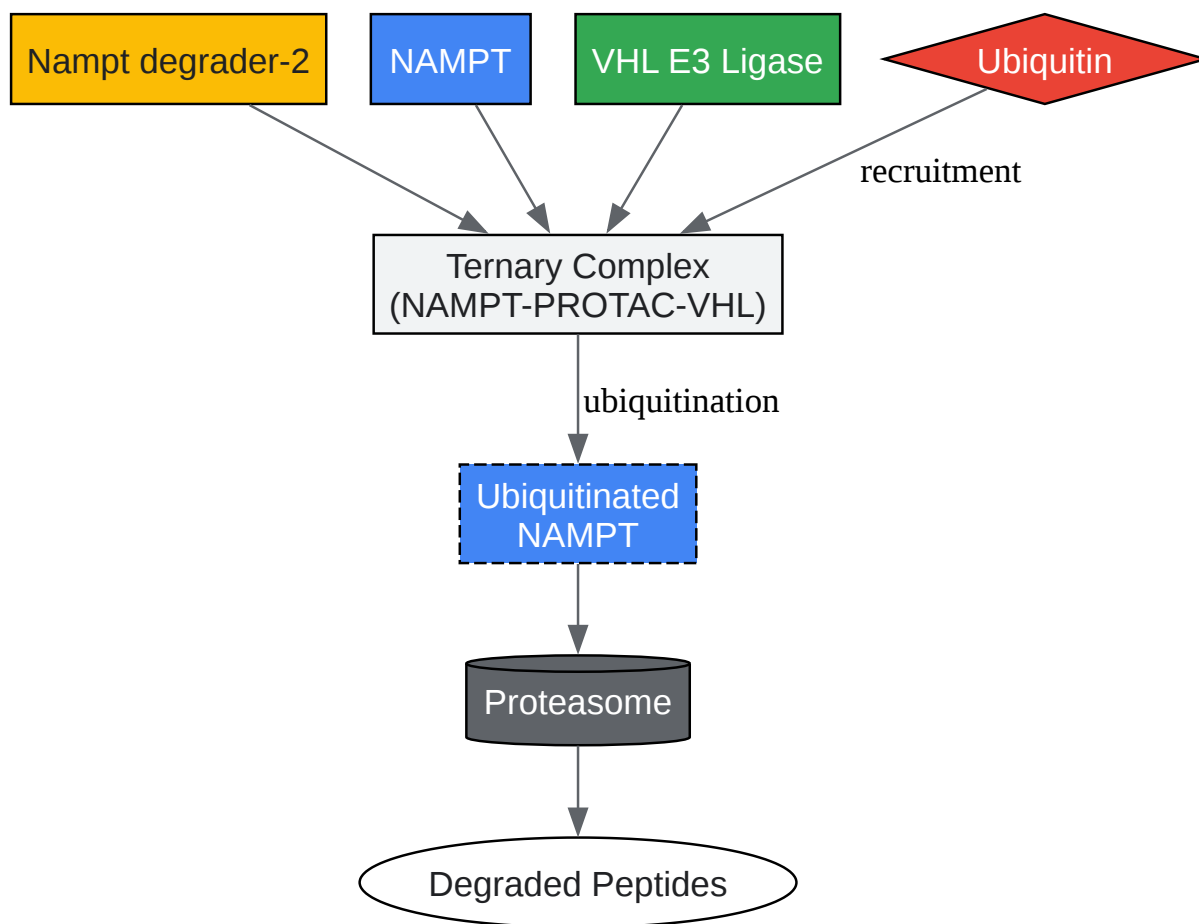 Nampt degrader-2
NAMPT
VHL E3 Ligase
Ubiquitin
recruitment
Ternary Complex
(NAMPT-PROTAC-VHL)
ubiquitination
Ubiquitinated
NAMPT
Proteasome
Degraded Peptides